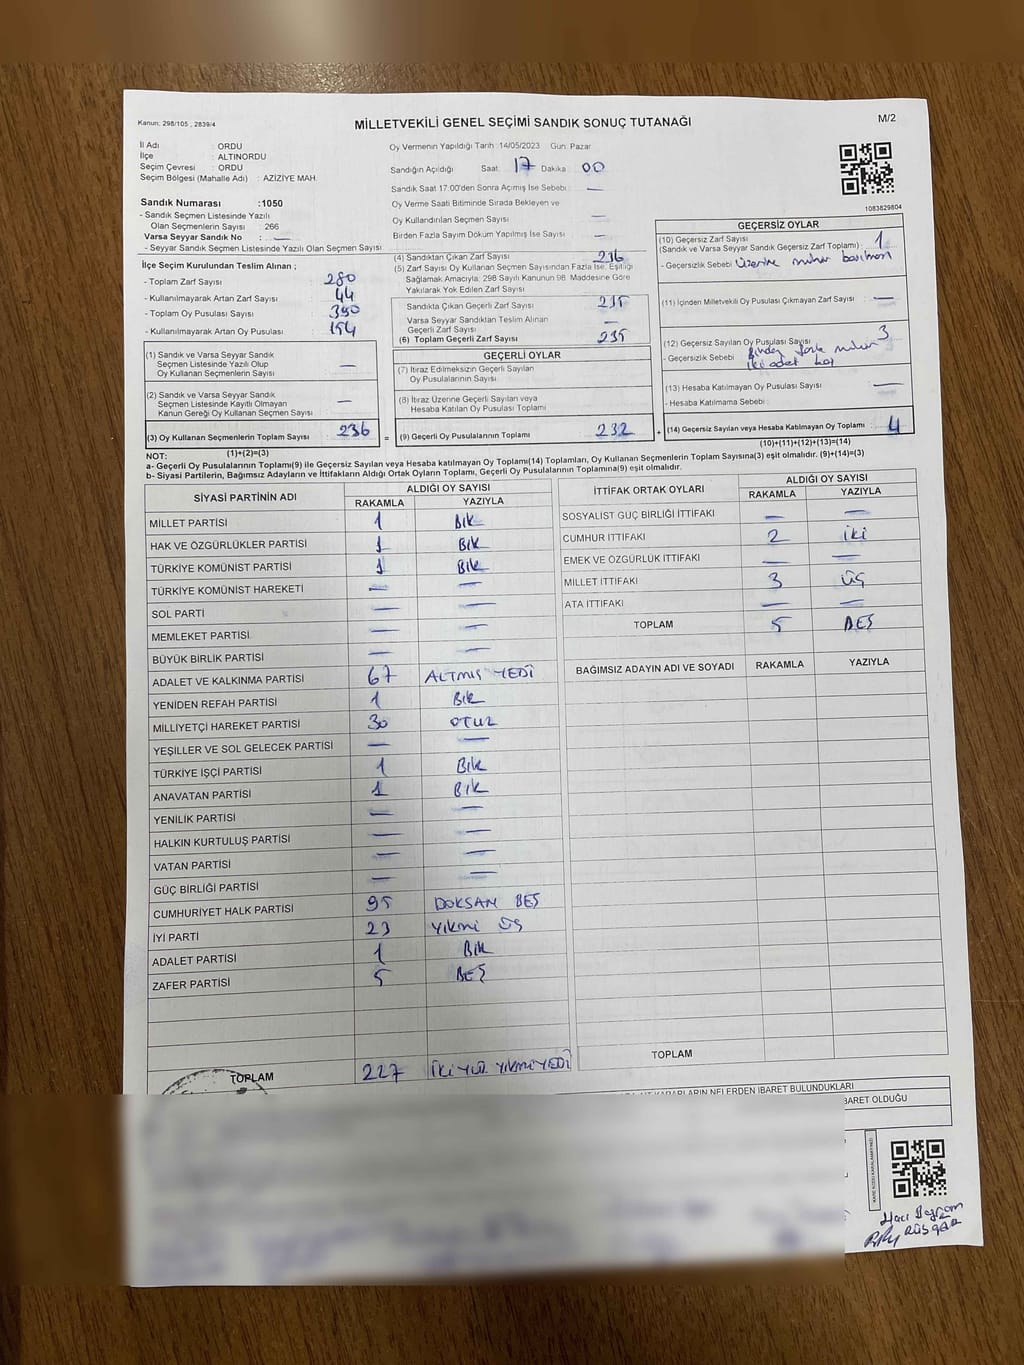 Kanun: 298/105 , 2839/4
MİLLETVEKİLİ GENEL SEÇİMİ SANDIK SONUÇ TUTANAĞI
M/2
İl Adı : ORDU
İlçe : ALTINORDU
Seçim Çevresi : ORDU
Seçim Bölgesi (Mahalle Adı) : AZİZİYE MAH.
Sandık Numarası :1050
- Sandık Seçmen Listesinde Yazılı
Olan Seçmenlerin Sayısı : 266
Varsa Seyyar Sandık No : —
- Seyyar Sandık Seçmen Listesinde Yazılı Olan Seçmen Sayısı
Oy Vermenin Yapıldığı Tarih :14/05/2023 Gün: Pazar
Sandığın Açıldığı Saat: 17 Dakika : 00
Sandık Saat 17:00'den Sonra Açımış İse Sebebi : —
Oy Verme Saati Bitiminde Sırada Bekleyen ve
Oy Kullandırılan Seçmen Sayısı —
Birden Fazla Sayım Döküm Yapılmış İse Sayısı : —
1083829804
İlçe Seçim Kurulundan Teslim Alınan ;
- Toplam Zarf Sayısı : 280
- Kullanılmayarak Artan Zarf Sayısı : 44
- Toplam Oy Pusulası Sayısı : 390
- Kullanılmayarak Artan Oy Pusulası : 154
(1) Sandık ve Varsa Seyyar Sandık
Seçmen Listesinde Yazılı Olup
Oy Kullanan Seçmenlerin Sayısı : —
(2) Sandık ve Varsa Seyyar Sandık
Seçmen Listesinde Kayıtlı Olmayan
Kanun Gereği Oy Kullanan Seçmen Sayısı : —
(3) Oy Kullanan Seçmenlerin Toplam Sayısı : 236
(1)+(2)=(3)
(4) Sandıktan Çıkan Zarf Sayısı : 236
(5) Zarf Sayısı Oy Kullanan Seçmen Sayısından Fazla İse, Eşitliği
Sağlamak Amacıyla; 298 Sayılı Kanunun 98. Maddesine Göre
Yakılarak Yok Edilen Zarf Sayısı :
Sandıkta Çıkan Geçerli Zarf Sayısı : 235
Varsa Seyyar Sandıktan Teslim Alınan
Geçerli Zarf Sayısı : —
(6) Toplam Geçerli Zarf Sayısı : 235
GEÇERLİ OYLAR
(7) İtiraz Edilmeksizin Geçerli Sayılan
Oy Pusulalarının Sayısı :
(8) İtiraz Üzerine Geçerli Sayılan veya
Hesaba Katılan Oy Pusulası Toplamı :
= (9) Geçerli Oy Pusulalarının Toplamı : 232 +
GEÇERSİZ OYLAR
(10) Geçersiz Zarf Sayısı
(Sandık ve Varsa Seyyar Sandık Geçersiz Zarf Toplamı) : 1
- Geçersizlik Sebebi : Üzerine mühür basılması
(11) İçinden Milletvekili Oy Pusulası Çıkmayan Zarf Sayısı : —
(12) Geçersiz Sayılan Oy Pusulası Sayısı : 3
- Geçersizlik Sebebi : Birden fazla mühür
iki adet
(13) Hesaba Katılmayan Oy Pusulası Sayısı : —
- Hesaba Katılmama Sebebi :
(14) Geçersiz Sayılan veya Hesaba Katılmayan Oy Toplamı : 4
(10)+(11)+(12)+(13)=(14)
NOT:
a- Geçerli Oy Pusulalarının Toplamı(9) ile Geçersiz Sayılan veya Hesaba katılmayan Oy Toplamı(14) Toplamları, Oy Kullanan Seçmenlerin Toplam Sayısına(3) eşit olmalıdır. (9)+(14)=(3)
b- Siyasi Partilerin, Bağımsız Adayların ve İttifakların Aldığı Ortak Oyların Toplamı, Geçerli Oy Pusulalarının Toplamına(9) eşit olmalıdır.
SİYASİ PARTİNİN ADI ALDIĞI OY SAYISI
RAKAMLA YAZIYLA
MİLLET PARTİSİ 1 BİR
HAK VE ÖZGÜRLÜKLER PARTİSİ 1 BİR
TÜRKİYE KOMÜNİST PARTİSİ 1 BİR
TÜRKİYE KOMÜNİST HAREKETİ — —
SOL PARTİ — —
MEMLEKET PARTİSİ — —
BÜYÜK BİRLİK PARTİSİ — —
ADALET VE KALKINMA PARTİSİ 67 ALTMIŞ YEDİ
YENİDEN REFAH PARTİSİ 1 BİR
MİLLİYETÇİ HAREKET PARTİSİ 30 OTUZ
YEŞİLLER VE SOL GELECEK PARTİSİ — —
TÜRKİYE İŞÇİ PARTİSİ 1 BİR
ANAVATAN PARTİSİ 1 BİR
YENİLİK PARTİSİ — —
HALKIN KURTULUŞ PARTİSİ — —
VATAN PARTİSİ — —
GÜÇ BİRLİĞİ PARTİSİ — —
CUMHURİYET HALK PARTİSİ 95 DOKSAN BEŞ
İYİ PARTİ 23 YİRMİ ÜÇ
ADALET PARTİSİ 1 BİR
ZAFER PARTİSİ 5 BEŞ
TOPLAM 227 İKİ YÜZ YİRMİYEDİ
İTTİFAK ORTAK OYLARI ALDIĞI OY SAYISI
RAKAMLA YAZIYLA
SOSYALİST GÜÇ BİRLİĞİ İTTİFAKI — —
CUMHUR İTTİFAKI 2 İKİ
EMEK VE ÖZGÜRLÜK İTTİFAKI — —
MİLLET İTTİFAKI 3 ÜÇ
ATA İTTİFAKI — —
TOPLAM 5 BEŞ
BAĞIMSIZ ADAYIN ADI VE SOYADI RAKAMLA YAZIYLA
TOPLAM
KARARLARIN NELERDEN İBARET BULUNDUKLARI
İBARET OLDUĞU
Hacı Bayram
RÜŞGAR